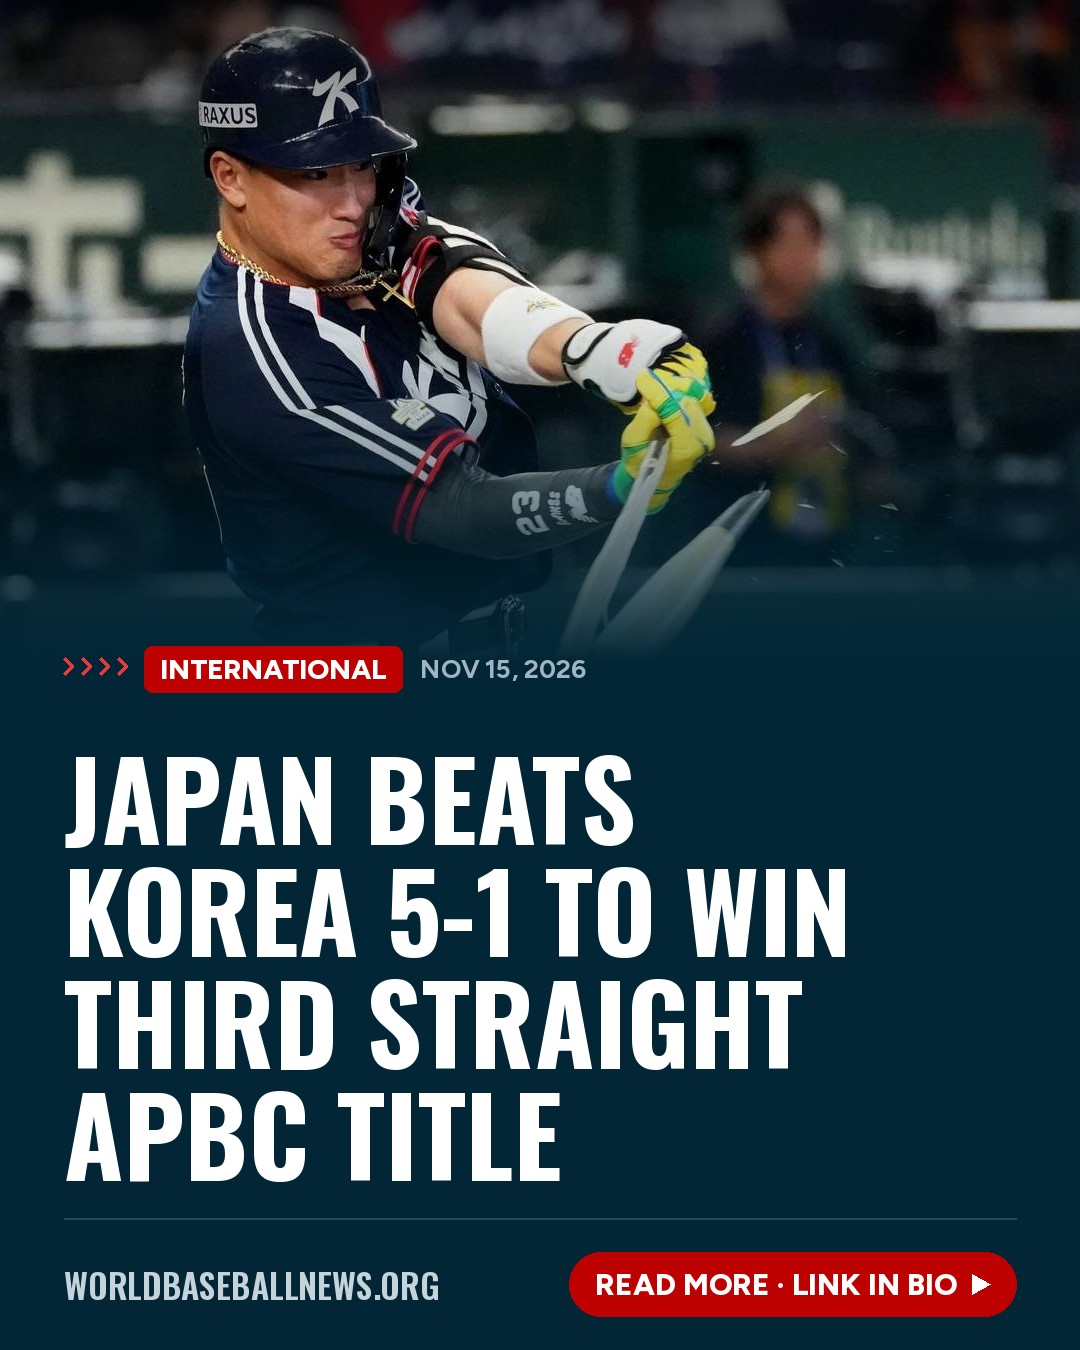 RAXUS
K
23
INTERNATIONAL NOV 15, 2026
JAPAN BEATS
KOREA 5-1 TO WIN
THIRD STRAIGHT
APBC TITLE
WORLDBASEBALLNEWS.ORG
READ MORE · LINK IN BIO